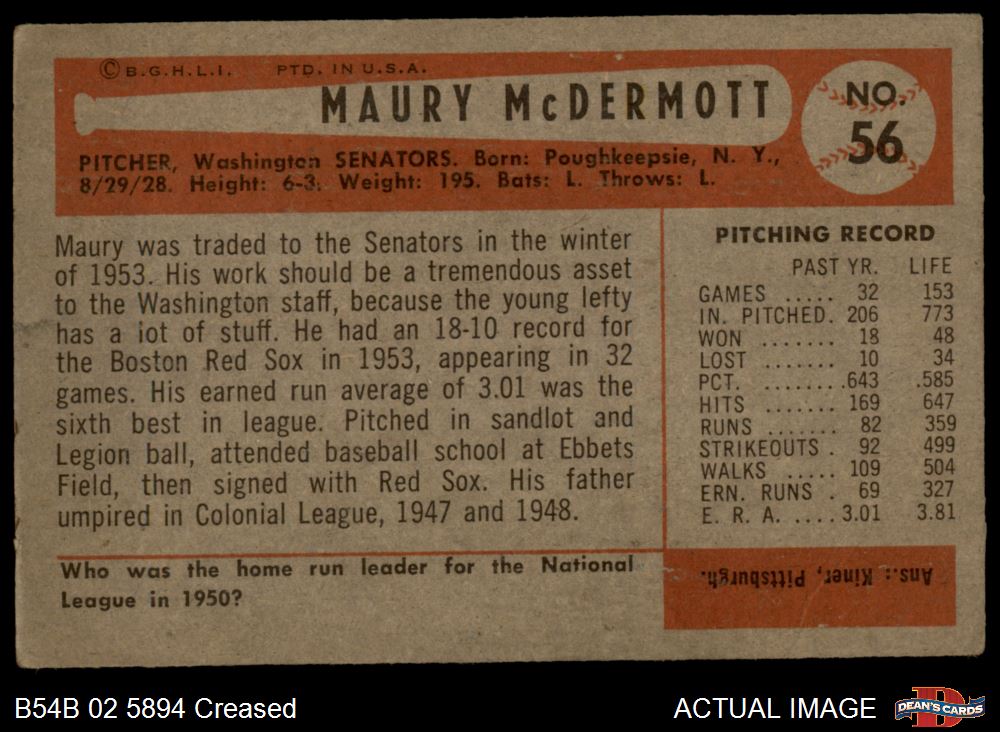 ©B.G.H.L.I. PTD. IN U.S.A.
MAURY McDERMOTT
NO.
56
PITCHER, Washington SENATORS. Born: Poughkeepsie, N. Y.,
8/29/28. Height: 6-3. Weight: 195. Bats: L. Throws: L.
Maury was traded to the Senators in the winter
of 1953. His work should be a tremendous asset
to the Washington staff, because the young lefty
has a lot of stuff. He had an 18-10 record for
the Boston Red Sox in 1953, appearing in 32
games. His earned run average of 3.01 was the
sixth best in league. Pitched in sandlot and
Legion ball, attended baseball school at Ebbets
Field, then signed with Red Sox. His father
umpired in Colonial League, 1947 and 1948.
PITCHING RECORD
PAST YR. LIFE
GAMES ..... 32 153
IN. PITCHED. 206 773
WON ....... 18 48
LOST ....... 10 34
PCT. ........ .643 .585
HITS ....... 169 647
RUNS ....... 82 359
STRIKEOUTS . 92 499
WALKS ..... 109 504
ERN. RUNS . 69 327
E. R. A. .... 3.01 3.81
Who was the home run leader for the National
League in 1950?
Ans.: Kiner, Pittsburgh.
B54B 02 5894 Creased
ACTUAL IMAGE
D
DEAN'S CARDS